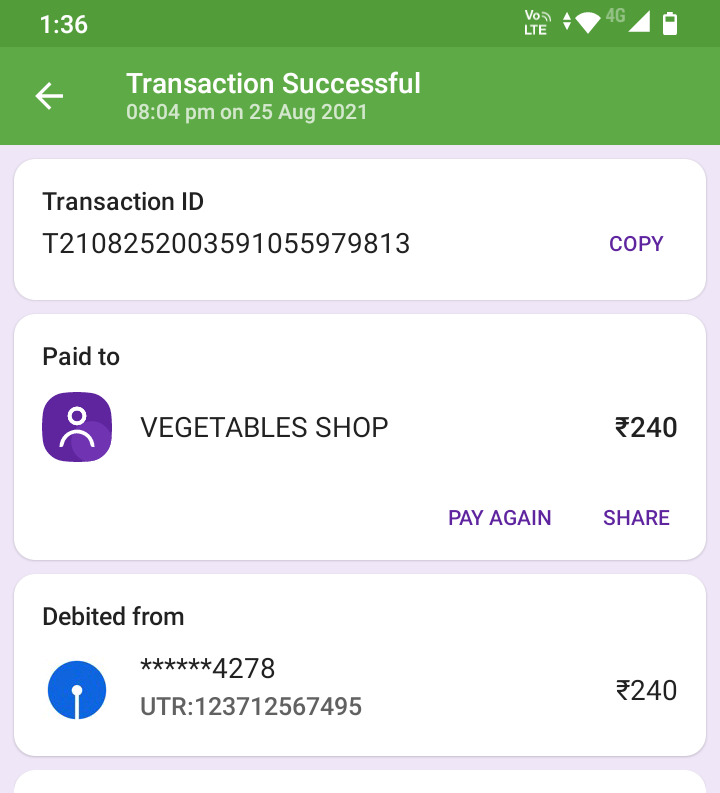 1:36
Vo LTE 4G
Transaction Successful
08:04 pm on 25 Aug 2021
Transaction ID
T2108252003591055979813 COPY
Paid to
VEGETABLES SHOP ₹240
PAY AGAIN SHARE
Debited from
******4278
UTR:123712567495 ₹240